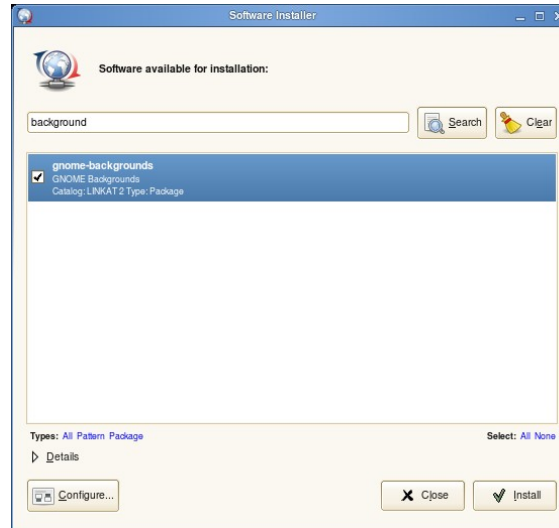 Software Installer
Software available for installation:
background
Search
Clear
gnome-backgrounds
GNOME Backgrounds
Catalog: LINKAT 2 Type: Package
Types: All Pattern Package
Select: All None
Details
Configure...
Close
Install